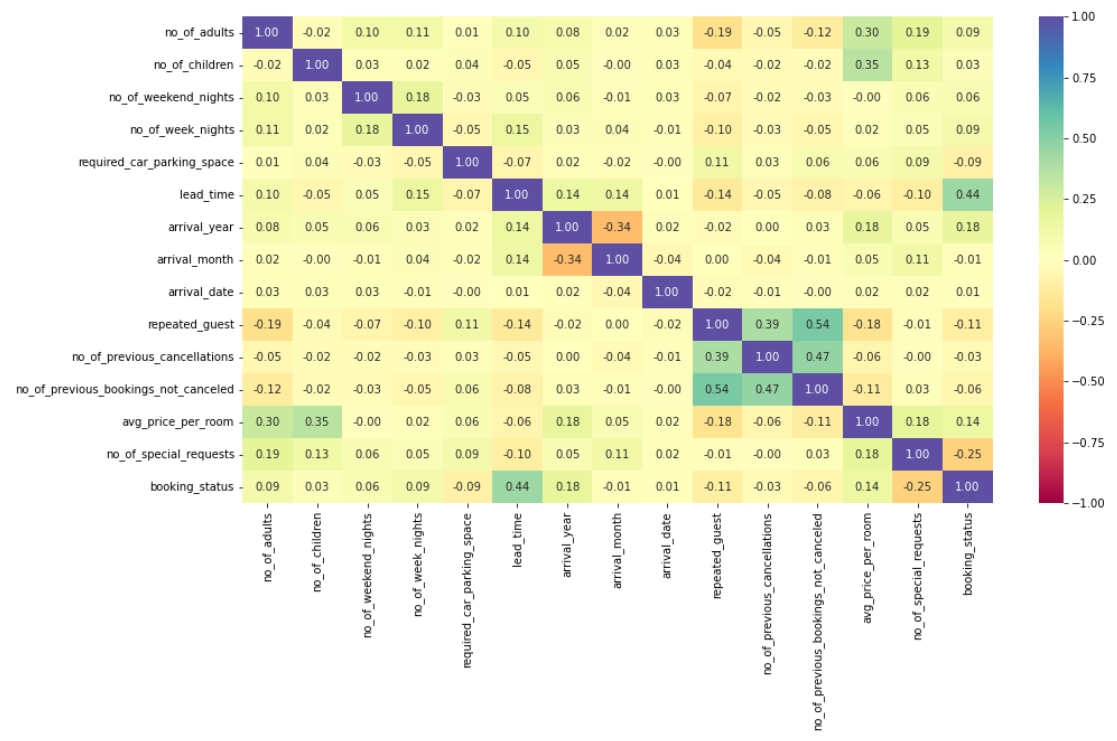 no_of_adults 1.00 -0.02 0.10 0.11 0.01 0.10 0.08 0.02 0.03 -0.19 -0.05 -0.12 0.30 0.19 0.09
no_of_children -0.02 1.00 0.03 0.02 0.04 -0.05 0.05 -0.00 0.03 -0.04 -0.02 -0.02 0.35 0.13 0.03
no_of_weekend_nights 0.10 0.03 1.00 0.18 -0.03 0.05 0.06 -0.01 0.03 -0.07 -0.02 -0.03 -0.00 0.06 0.06
no_of_week_nights 0.11 0.02 0.18 1.00 -0.05 0.15 0.03 0.04 -0.01 -0.10 -0.03 -0.05 0.02 0.05 0.09
required_car_parking_space 0.01 0.04 -0.03 -0.05 1.00 -0.07 0.02 -0.02 -0.00 0.11 0.03 0.06 0.06 0.09 -0.09
lead_time 0.10 -0.05 0.05 0.15 -0.07 1.00 0.14 0.14 0.01 -0.14 -0.05 -0.08 -0.06 -0.10 0.44
arrival_year 0.08 0.05 0.06 0.03 0.02 0.14 1.00 -0.34 0.02 -0.02 0.00 0.03 0.18 0.05 0.18
arrival_month 0.02 -0.00 -0.01 0.04 -0.02 0.14 -0.34 1.00 -0.04 0.00 -0.04 -0.01 0.05 0.11 -0.01
arrival_date 0.03 0.03 0.03 -0.01 -0.00 0.01 0.02 -0.04 1.00 -0.02 -0.01 -0.00 0.02 0.02 0.01
repeated_guest -0.19 -0.04 -0.07 -0.10 0.11 -0.14 -0.02 0.00 -0.02 1.00 0.39 0.54 -0.18 -0.01 -0.11
no_of_previous_cancellations -0.05 -0.02 -0.02 -0.03 0.03 -0.05 0.00 -0.04 -0.01 0.39 1.00 0.47 -0.06 -0.00 -0.03
no_of_previous_bookings_not_canceled -0.12 -0.02 -0.03 -0.05 0.06 -0.08 0.03 -0.01 -0.00 0.54 0.47 1.00 -0.11 0.03 -0.06
avg_price_per_room 0.30 0.35 -0.00 0.02 0.06 -0.06 0.18 0.05 0.02 -0.18 -0.06 -0.11 1.00 0.18 0.14
no_of_special_requests 0.19 0.13 0.06 0.05 0.09 -0.10 0.05 0.11 0.02 -0.01 -0.00 0.03 0.18 1.00 -0.25
booking_status 0.09 0.03 0.06 0.09 -0.09 0.44 0.18 -0.01 0.01 -0.11 -0.03 -0.06 0.14 -0.25 1.00
no_of_adults
no_of_children
no_of_weekend_nights
no_of_week_nights
required_car_parking_space
lead_time
arrival_year
arrival_month
arrival_date
repeated_guest
no_of_previous_cancellations
no_of_previous_bookings_not_canceled
avg_price_per_room
no_of_special_requests
booking_status
1.00
0.75
0.50
0.25
0.00
−0.25
−0.50
−0.75
−1.00